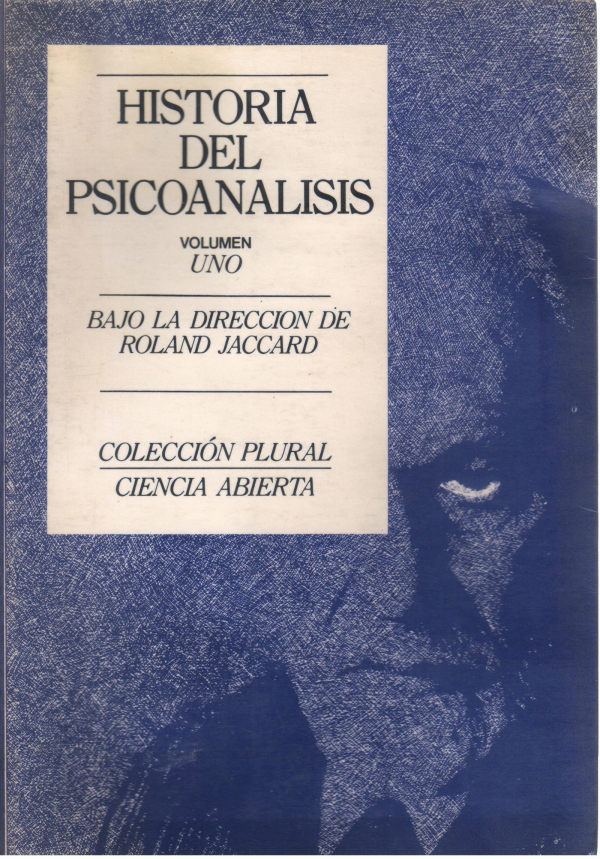 HISTORIA
DEL
PSICOANALISIS
VOLUMEN
UNO
BAJO LA DIRECCION DE
ROLAND JACCARD
COLECCIÓN PLURAL
CIENCIA ABIERTA